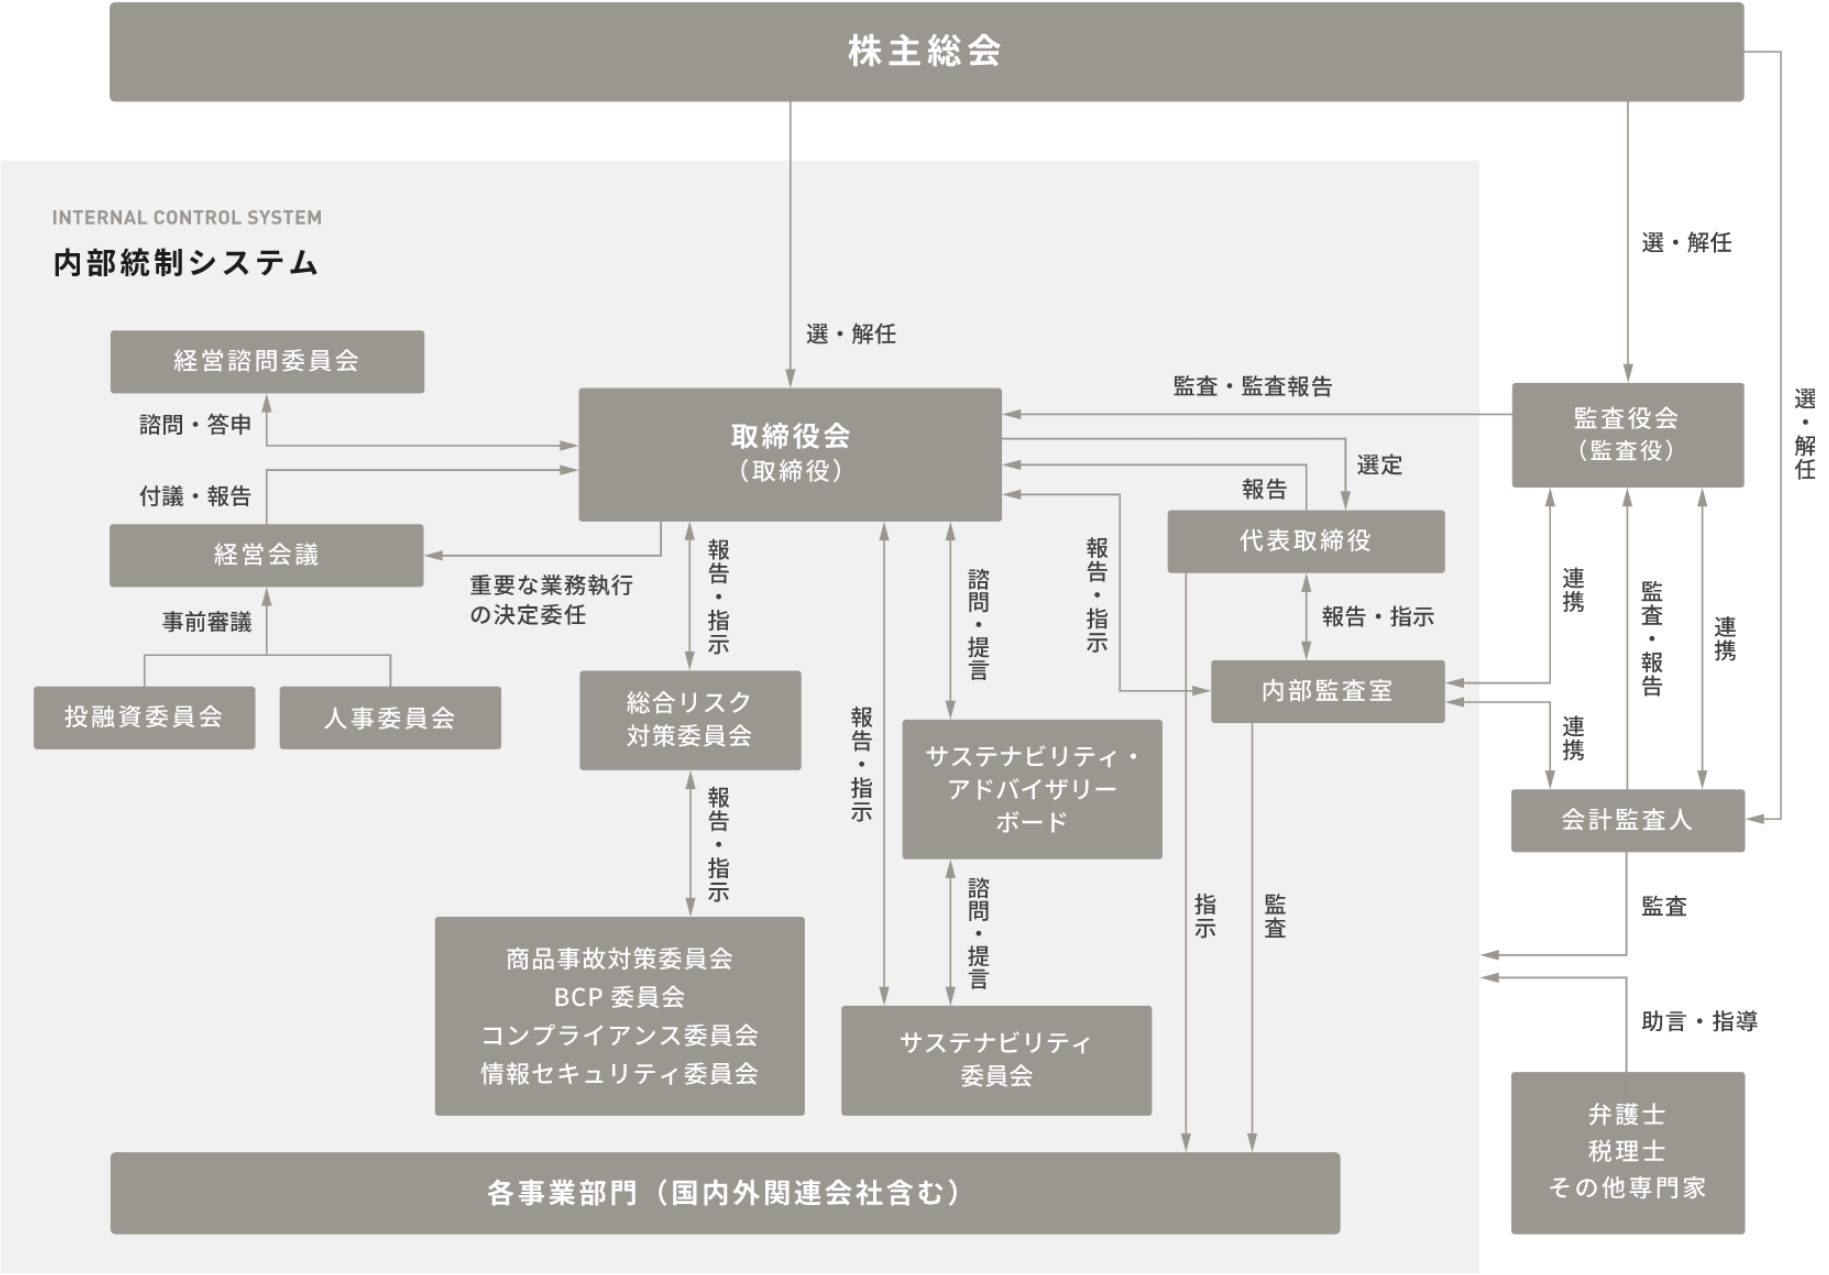 株主総会
INTERNAL CONTROL SYSTEM
内部統制システム
選・解任
選・解任
選・解任
経営諮問委員会
諮問・答申
付議・報告
経営会議
事前審議
投融資委員会
人事委員会
取締役会
（取締役）
重要な業務執行
の決定委任
監査・監査報告
監査役会
（監査役）
選定
報告
代表取締役
報告・指示
内部監査室
報告・指示
報告・指示
総合リスク
対策委員会
報告・指示
商品事故対策委員会
BCP 委員会
コンプライアンス委員会
情報セキュリティ委員会
報告・指示
諮問・提言
サステナビリティ・
アドバイザリー
ボード
諮問・提言
サステナビリティ
委員会
指示
監査
連携
監査・報告
連携
連携
会計監査人
監査
助言・指導
弁護士
税理士
その他専門家
各事業部門（国内外関連会社含む）